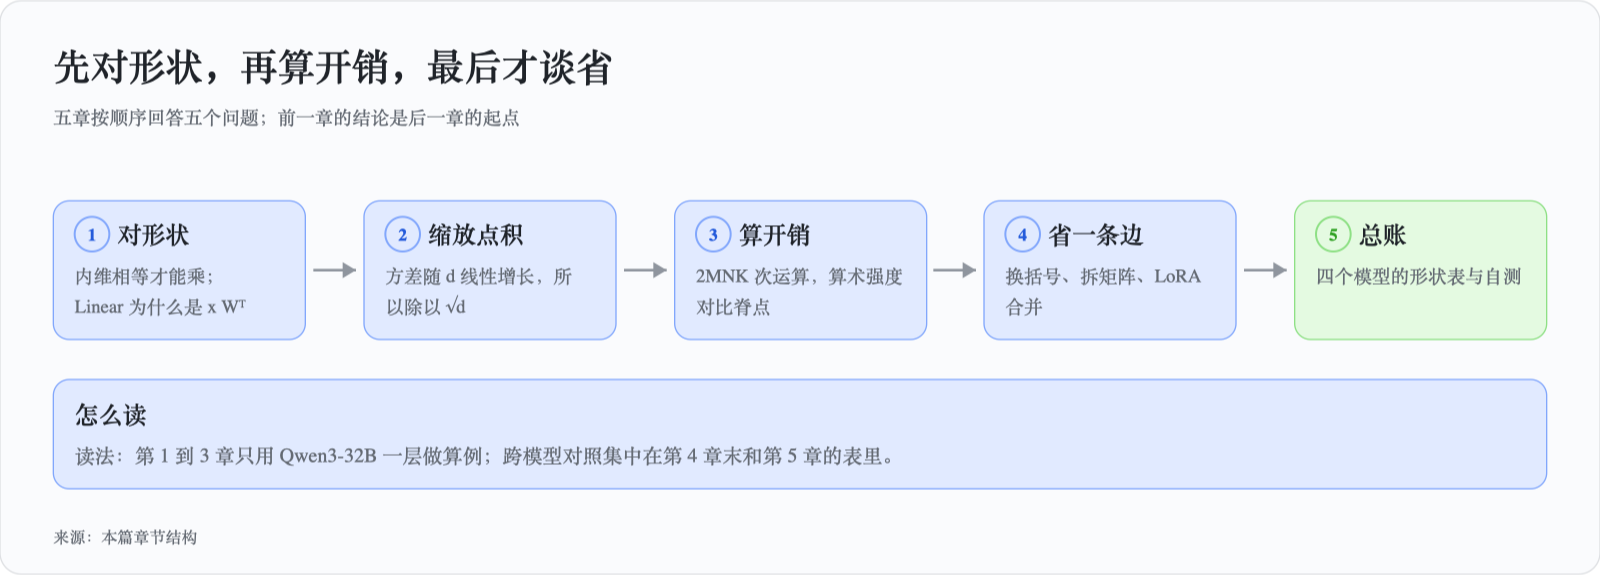 先对形状，再算开销，最后才谈省
五章按顺序回答五个问题；前一章的结论是后一章的起点
1 对形状
内维相等才能乘；
Linear 为什么是 x Wᵀ
2 缩放点积
方差随 d 线性增长，所
以除以 √d
3 算开销
2MNK 次运算，算术强度
对比脊点
4 省一条边
换括号、拆矩阵、LoRA
合并
5 总账
四个模型的形状表与自测
怎么读
读法：第 1 到 3 章只用 Qwen3-32B 一层做算例；跨模型对照集中在第 4 章末和第 5 章的表里。
来源：本篇章节结构